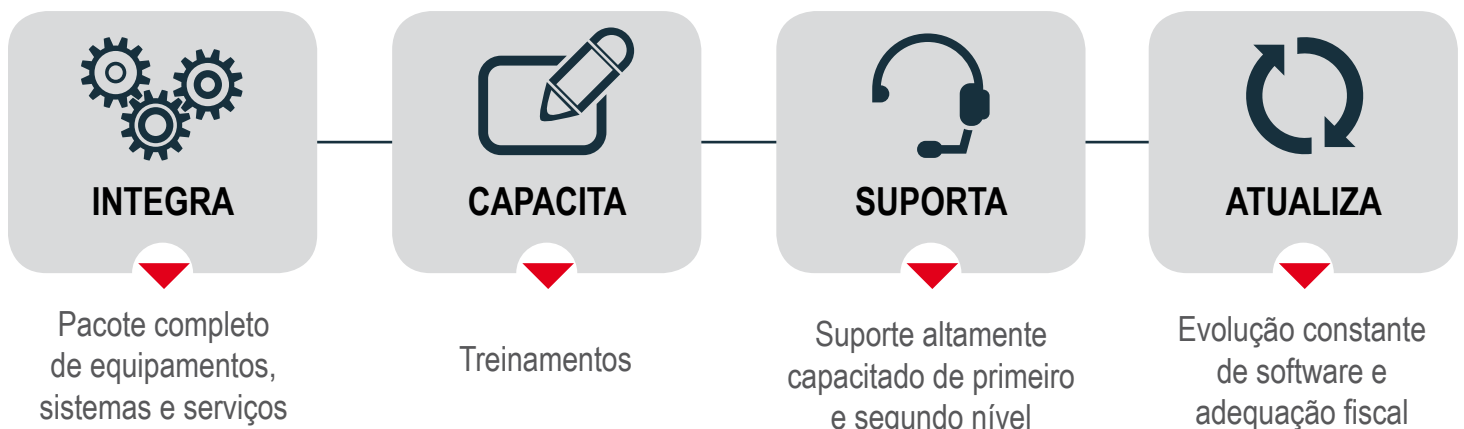 INTEGRA
Pacote completo
de equipamentos,
sistemas e serviços
CAPACITA
Treinamentos
SUPORTA
Suporte altamente
capacitado de primeiro
e segundo nível
ATUALIZA
Evolução constante
de software e
adequação fiscal